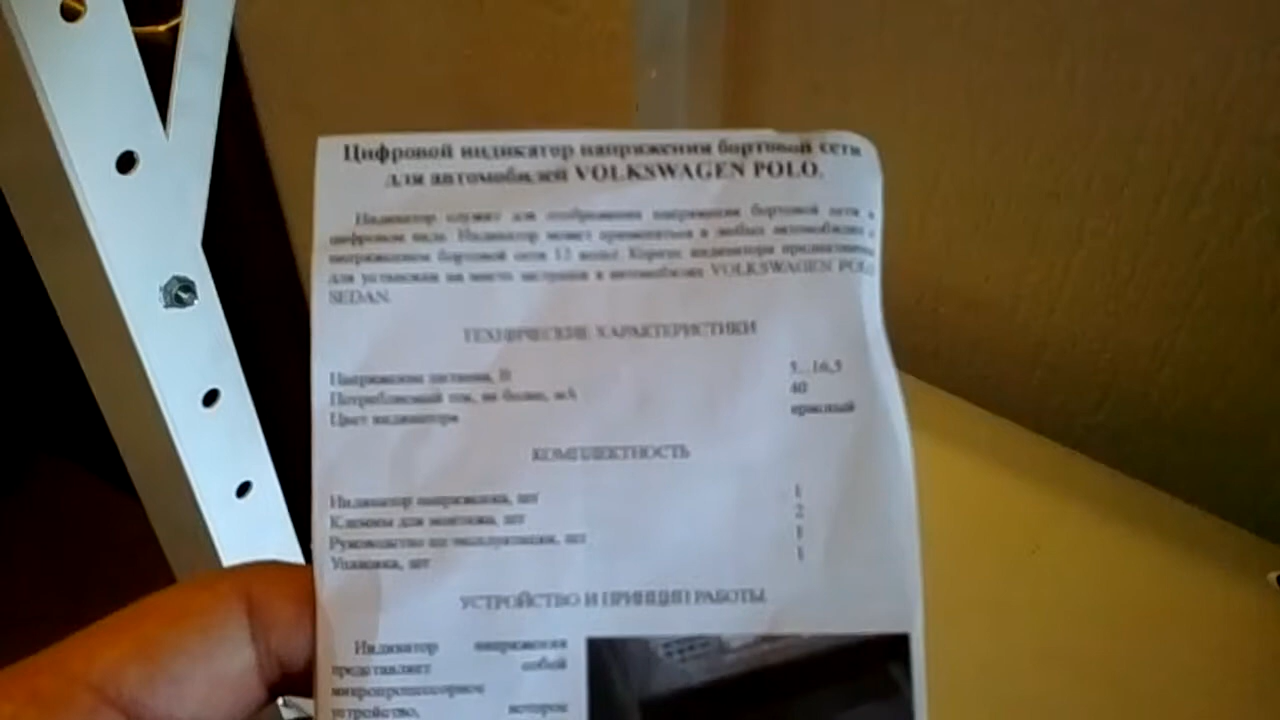 Цифровой индикатор напряжения бортовой сети
для автомобилей VOLKSWAGEN POLO.
Индикатор служит для отображения напряжения бортовой сети в
цифровом виде. Индикатор может применяться в любых автомобилях с
напряжением бортовой сети 12 вольт. Корпус индикатора предназначен
для установки на место заглушки в автомобилях VOLKSWAGEN POLO
SEDAN.
ТЕХНИЧЕСКИЕ ХАРАКТЕРИСТИКИ
Напряжение питания, В 5...16,5
Потребляемый ток, не более, мА 40
Цвет индикатора красный
КОМПЛЕКТНОСТЬ
Индикатор напряжения, шт 1
Клеммы для монтажа, шт 2
Руководство по эксплуатации, шт 1
Упаковка, шт 1
УСТРОЙСТВО И ПРИНЦИП РАБОТЫ
Индикатор напряжения
представляет собой
микропроцессорное
устройство, которое